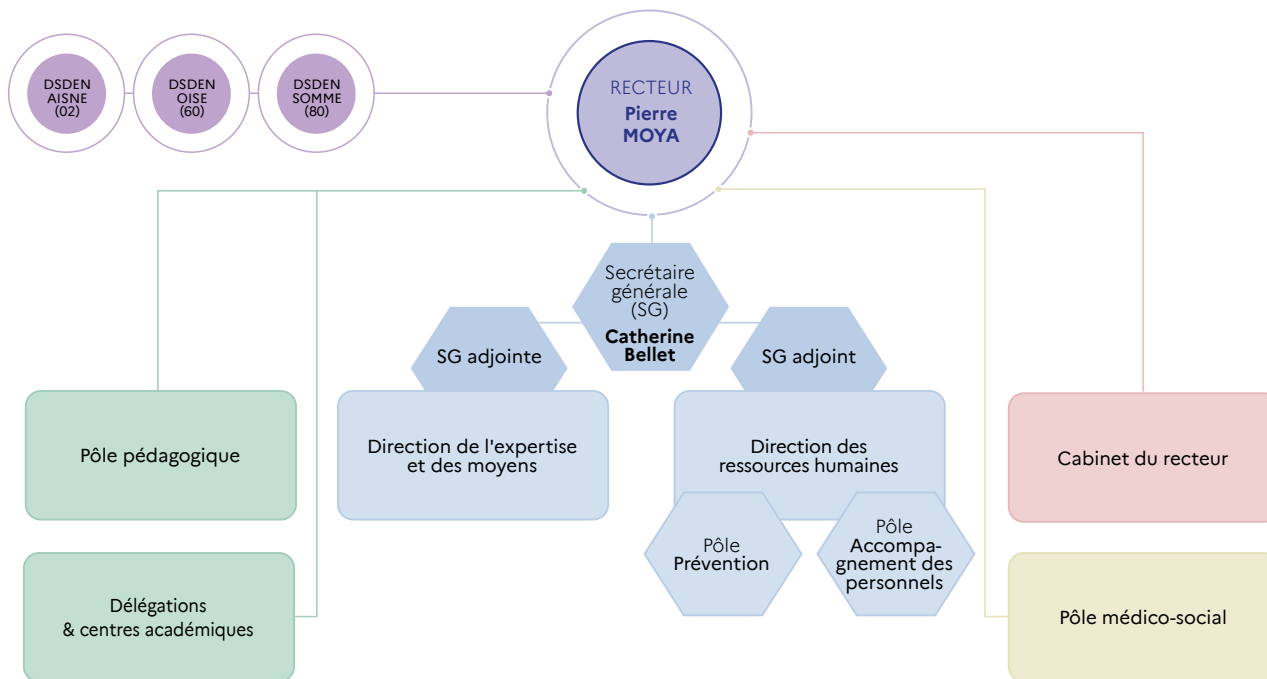 DSDEN
AISNE
(02)
DSDEN
OISE
(60)
DSDEN
SOMME
(80)
RECTEUR
Pierre
MOYA
Secrétaire
générale
(SG)
Catherine
Bellet
SG adjointe
SG adjoint
Pôle pédagogique
Direction de l'expertise
et des moyens
Direction des
ressources humaines
Cabinet du recteur
Pôle
Prévention
Pôle
Accompa-
gnement des
personnels
Délégations
& centres académiques
Pôle médico-social